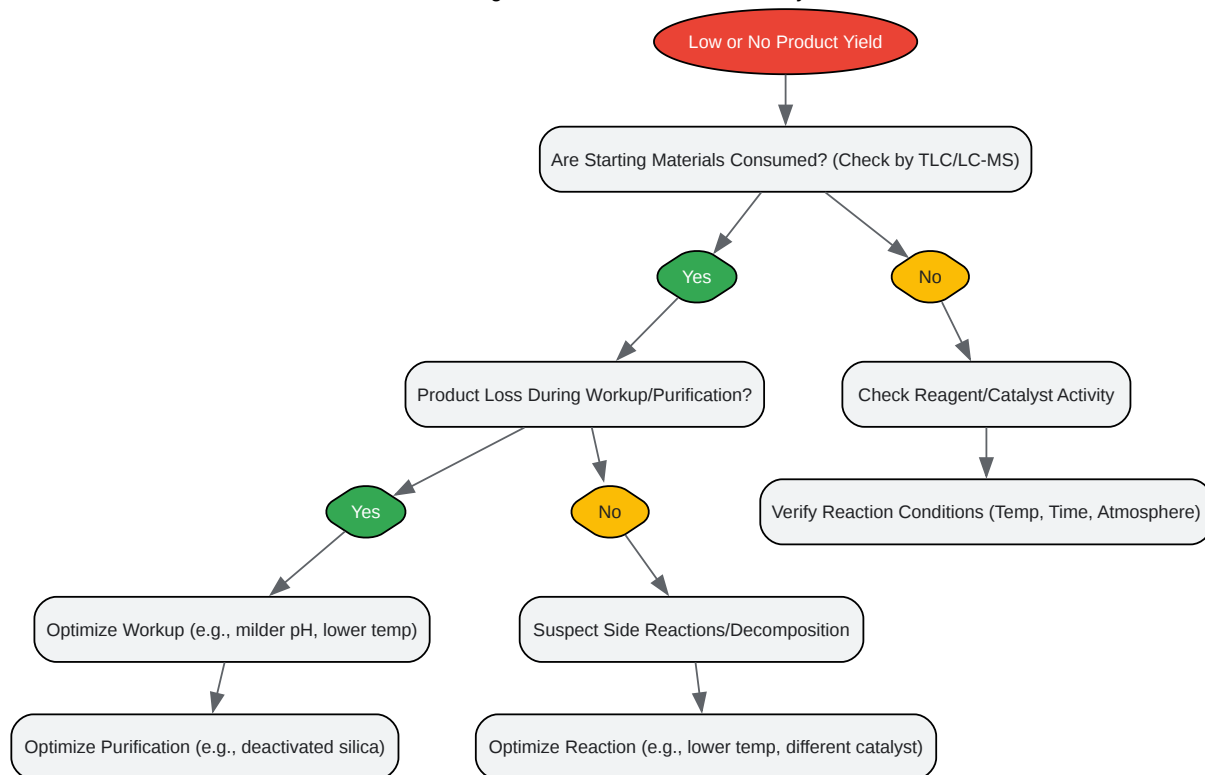 Low or No Product Yield
Are Starting Materials Consumed? (Check by TLC/LC-MS)
Yes
No
Product Loss During Workup/Purification?
Check Reagent/Catalyst Activity
Yes
No
Verify Reaction Conditions (Temp, Time, Atmosphere)
Optimize Workup (e.g., milder pH, lower temp)
Suspect Side Reactions/Decomposition
Optimize Purification (e.g., deactivated silica)
Optimize Reaction (e.g., lower temp, different catalyst)